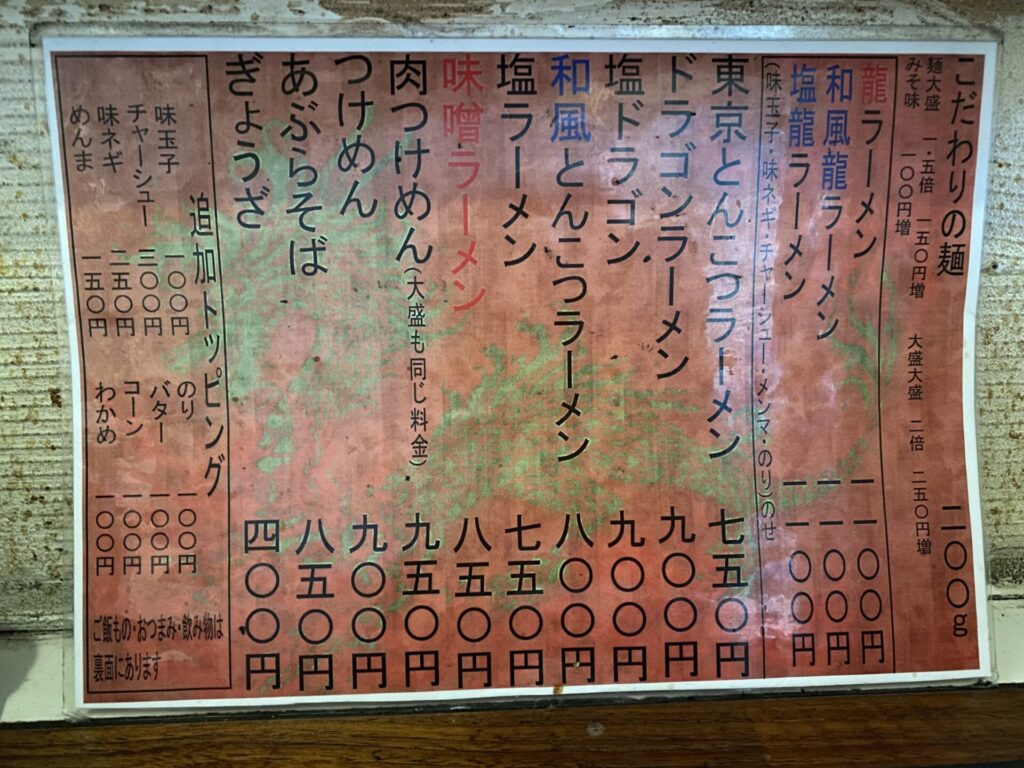 こだわりの麺 二〇〇g
麺大盛 一・五倍 一五〇円増 大盛大盛 二倍 二五〇円増
みそ味 一〇〇円増
龍ラーメン 一一〇〇円
和風龍ラーメン 一一〇〇円
塩龍ラーメン 一一〇〇円
(味玉子・味ネギ・チャーシュー・メンマ・のり)のせ
東京とんこつラーメン 七五〇円
ドラゴンラーメン 九〇〇円
塩ドラゴン 九〇〇円
和風とんこつラーメン 八〇〇円
塩ラーメン 七五〇円
味噌ラーメン 八五〇円
肉つけめん(大盛も同じ料金)・ 九五〇円
つけめん 九〇〇円
あぶらそば 八五〇円
ぎょうざ 四〇〇円
追加トッピング
味玉子 一〇〇円 のり 一〇〇円
チャーシュー 三〇〇円 バター 一〇〇円
味ネギ 二五〇円 コーン 一〇〇円
めんま 一五〇円 わかめ 一〇〇円
ご飯もの・おつまみ・飲み物は
裏面にあります